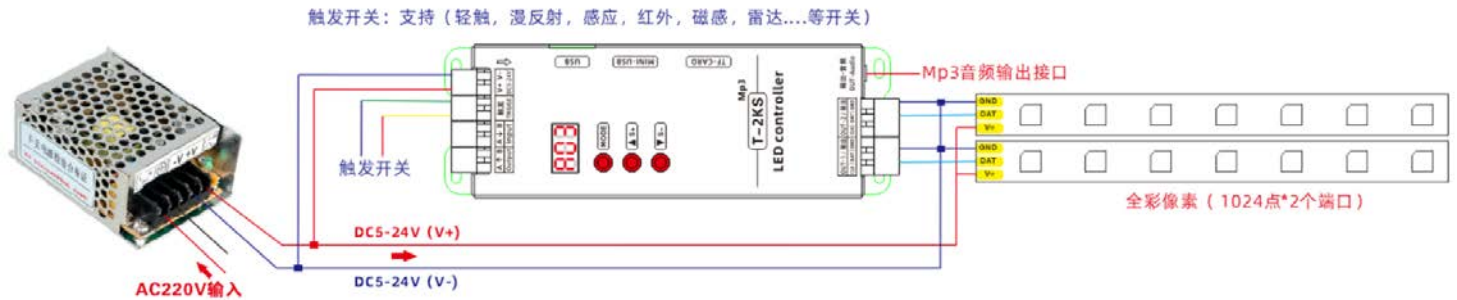 触发开关：支持（轻触，漫反射，感应，红外，磁感，雷达....等开关）
USB
MINI-USB
TF-CARD
Mp3音频输出接口
Mp3
T-2KS
LED controller
OUT-Audio
V+ V-
MODE
▲ S+
▼ S-
触发开关
GND
DAT
V+
GND
DAT
V+
全彩像素（1024点*2个端口）
DC5-24V (V+)
DC5-24V (V-)
AC220V输入